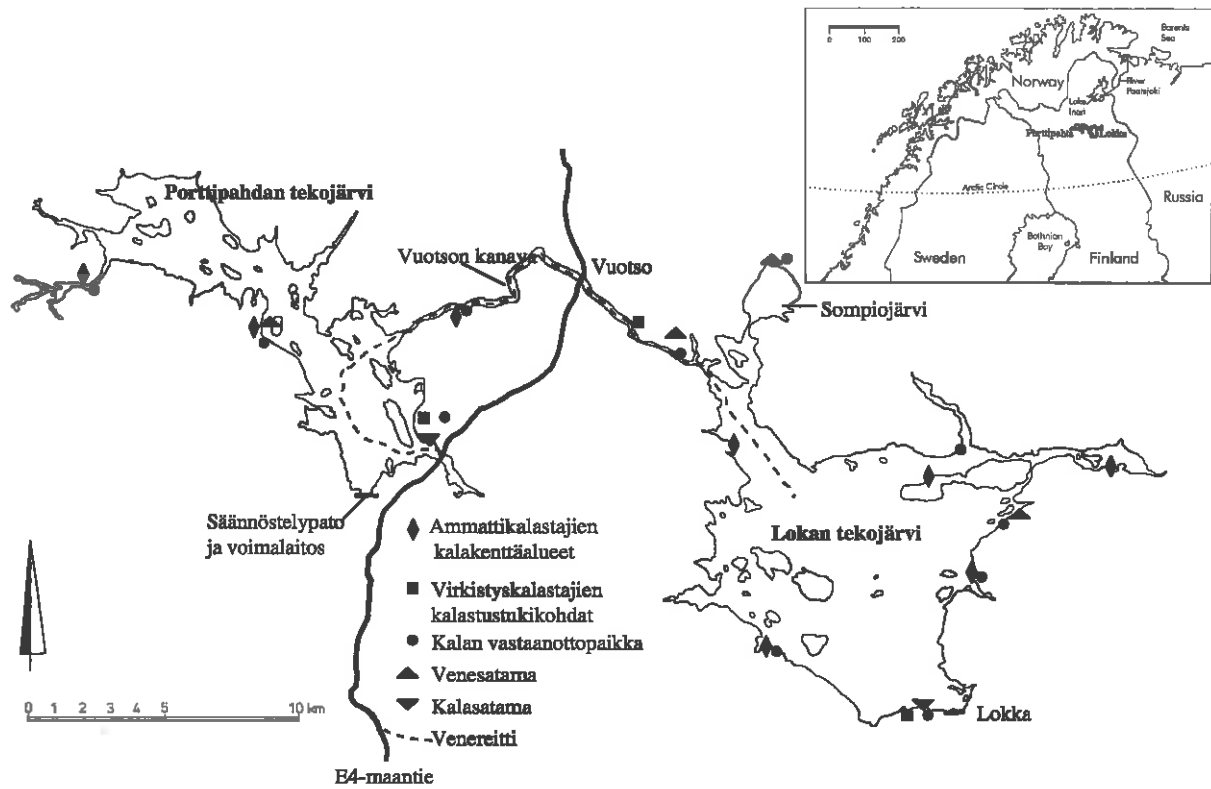 0 100 200
Barents
Sea
Norway
River
Paatsjoki
Lake
Inari
Porttipahta
Lokka
Arctic Circle
Russia
Bothnian
Bay
Sweden
Finland
Porttipahdan tekojärvi
Vuotson kanava
Vuotso
Sompiojärvi
Säännöstelypato
ja voimalaitos
Lokan tekojärvi
Ammattikalastajien
kalakenttäalueet
Virkistyskalastajien
kalastustukikohdat
Kalan vastaanottopaikka
Venesatama
Kalasatama
Venereitti
Lokka
0 1 2 5 10 km
E4-maantie